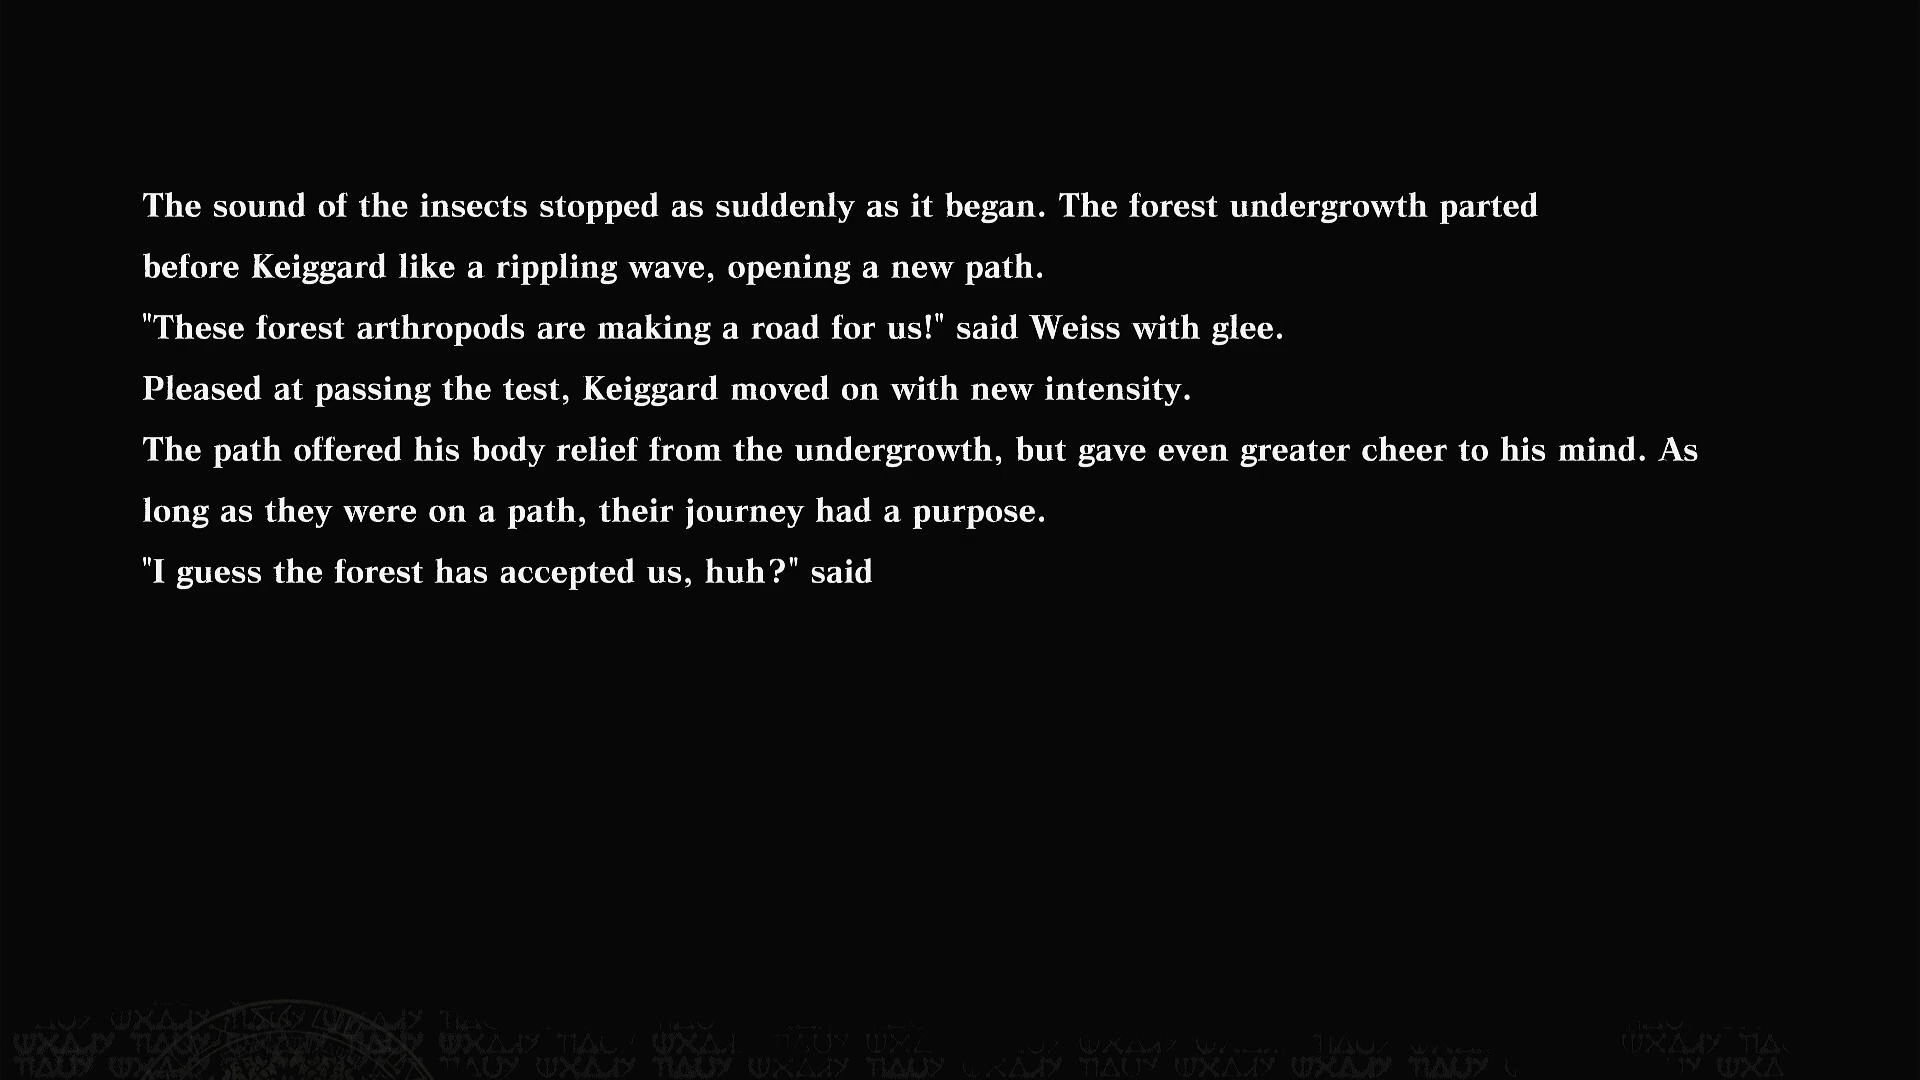 The sound of the insects stopped as suddenly as it began. The forest undergrowth parted
before Keiggard like a rippling wave, opening a new path.
"These forest arthropods are making a road for us!" said Weiss with glee.
Pleased at passing the test, Keiggard moved on with new intensity.
The path offered his body relief from the undergrowth, but gave even greater cheer to his mind. As
long as they were on a path, their journey had a purpose.
"I guess the forest has accepted us, huh?" said